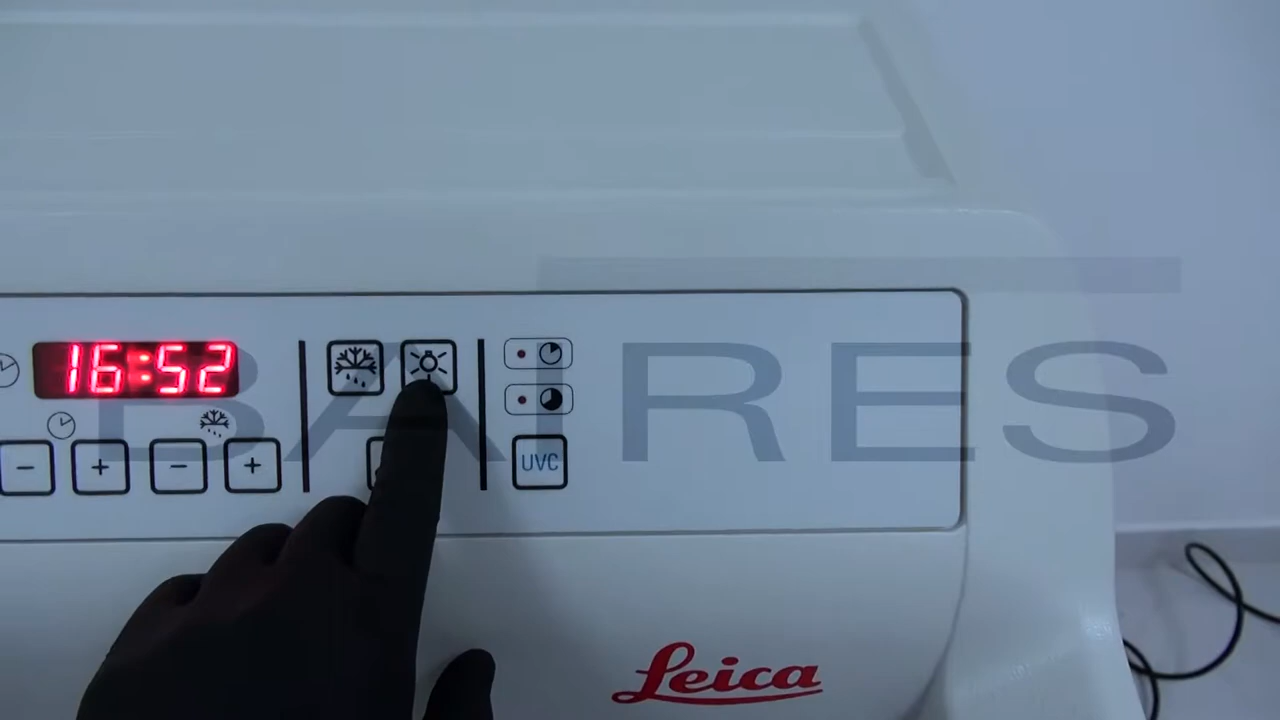 16:52
BAIRES
− + − +
UVC
Leica